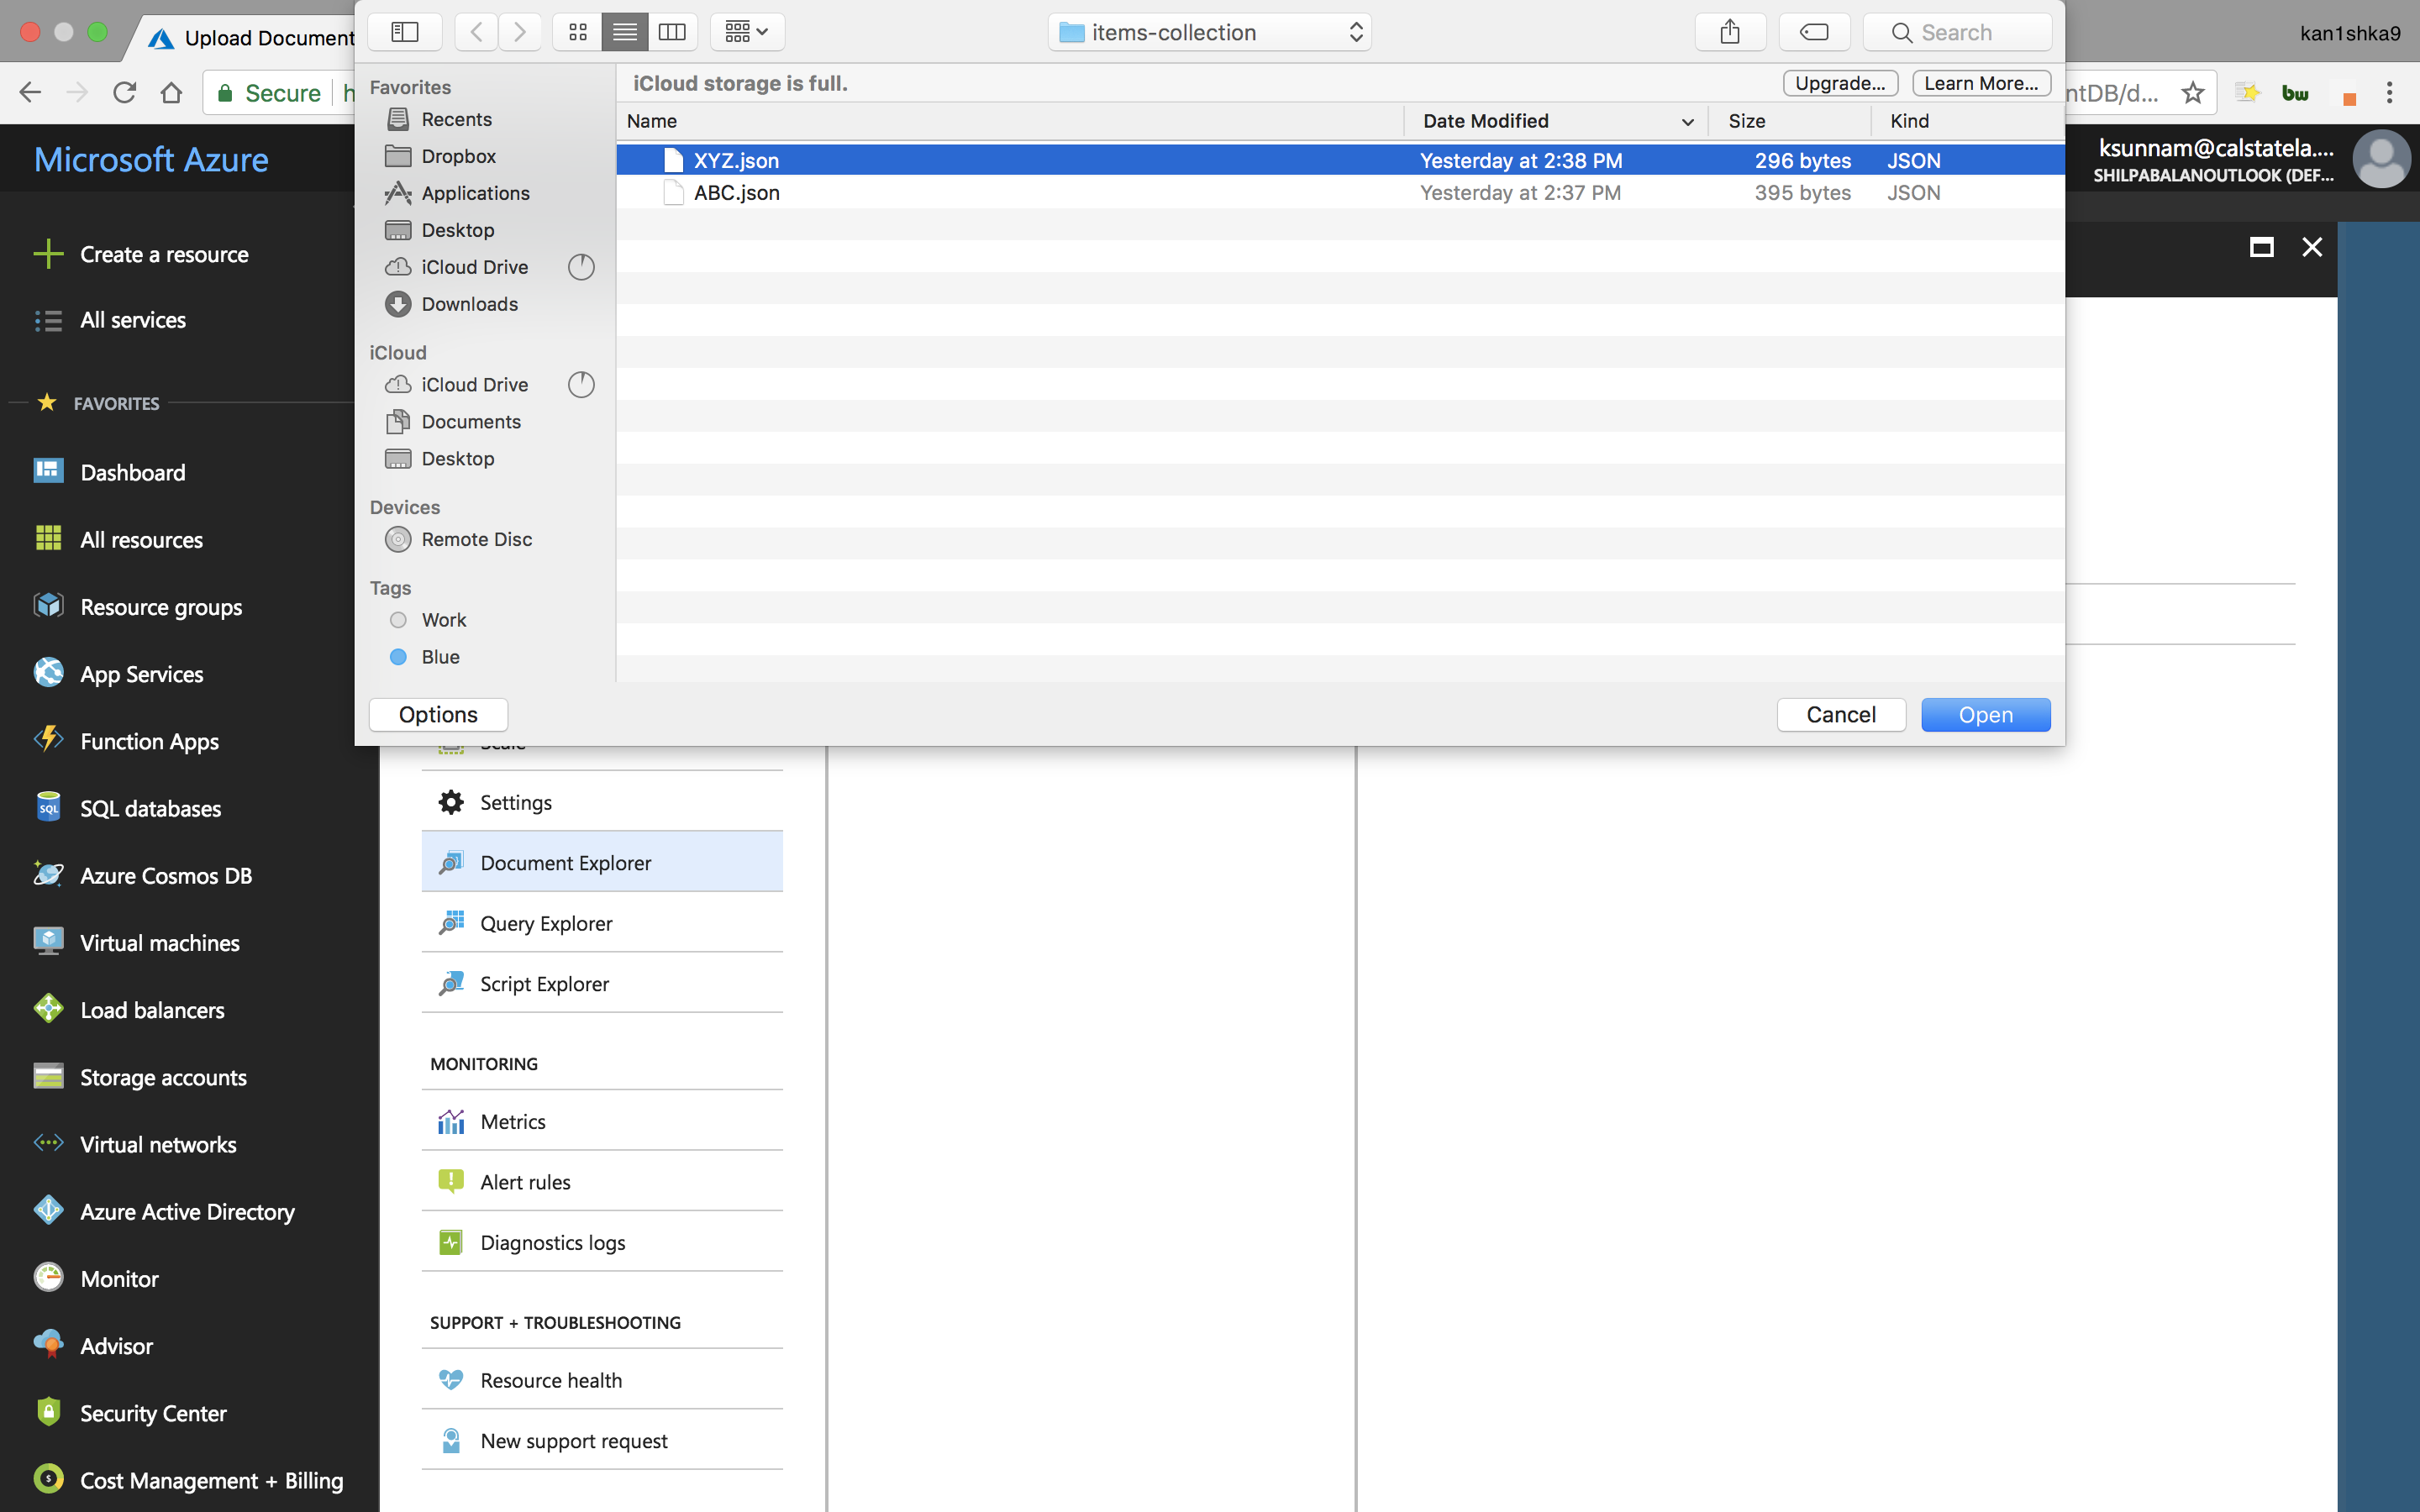 Upload Document
items-collection
Search
kan1shka9
Secure
ntDB/d...
bw
iCloud storage is full.
Upgrade...
Learn More...
Name
Date Modified
Size
Kind
XYZ.json
Yesterday at 2:38 PM
296 bytes
JSON
ABC.json
Yesterday at 2:37 PM
395 bytes
JSON
Favorites
Recents
Dropbox
Applications
Desktop
iCloud Drive
Downloads
iCloud
iCloud Drive
Documents
Desktop
Devices
Remote Disc
Tags
Work
Blue
Options
Cancel
Open
Microsoft Azure
ksunnam@calstatela....
SHILPABALANOUTLOOK (DEF...
Create a resource
All services
FAVORITES
Dashboard
All resources
Resource groups
App Services
Function Apps
SQL databases
Azure Cosmos DB
Virtual machines
Load balancers
Storage accounts
Virtual networks
Azure Active Directory
Monitor
Advisor
Security Center
Cost Management + Billing
Settings
Document Explorer
Query Explorer
Script Explorer
MONITORING
Metrics
Alert rules
Diagnostics logs
SUPPORT + TROUBLESHOOTING
Resource health
New support request